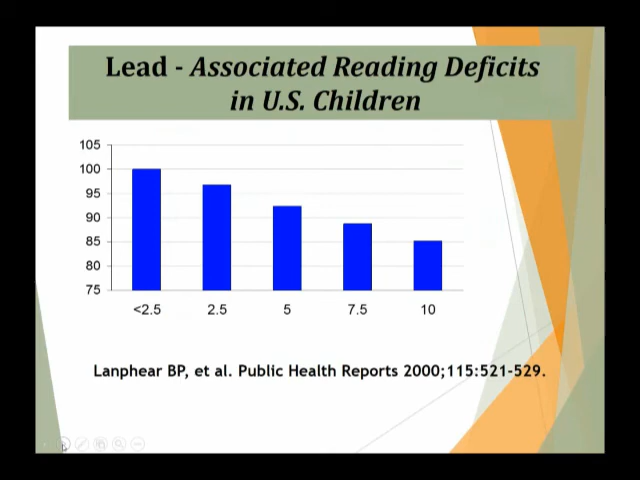 Lead - Associated Reading Deficits
in U.S. Children
105
100
95
90
85
80
75
<2.5 2.5 5 7.5 10
Lanphear BP, et al. Public Health Reports 2000;115:521-529.